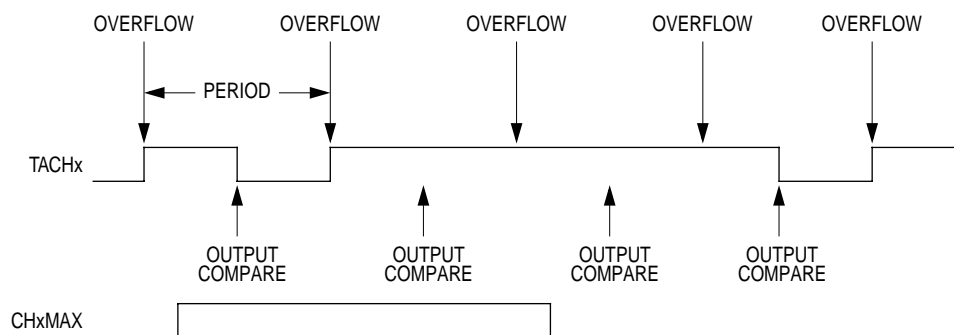 OVERFLOW OVERFLOW OVERFLOW OVERFLOW OVERFLOW
PERIOD
TACHx
OUTPUT OUTPUT OUTPUT OUTPUT
COMPARE COMPARE COMPARE COMPARE
CHxMAX